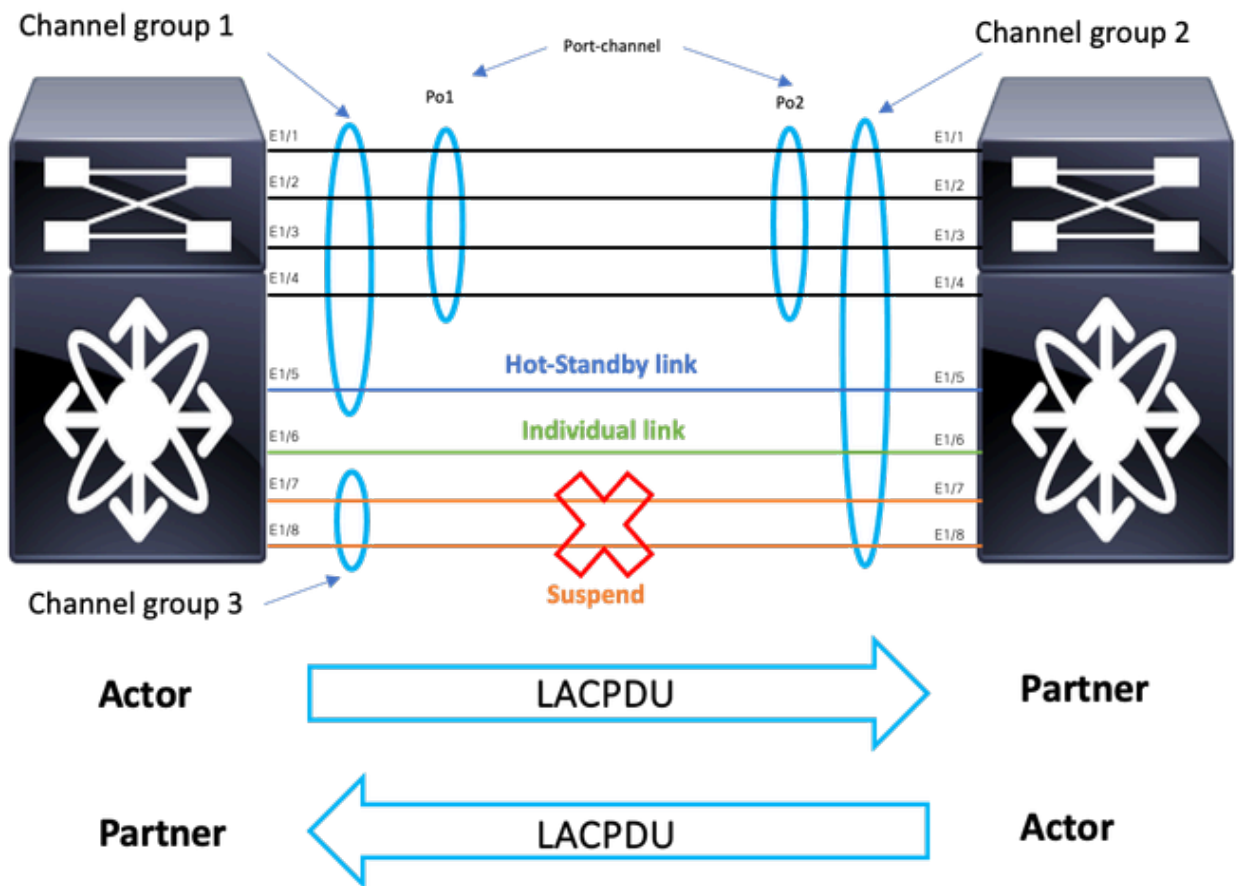 Channel group 1
Port-channel
Channel group 2
Po1
Po2
E1/1
E1/1
E1/2
E1/2
E1/3
E1/3
E1/4
E1/4
Hot-Standby link
E1/5
E1/5
Individual link
E1/6
E1/6
E1/7
E1/7
E1/8
E1/8
Suspend
Channel group 3
Actor
LACPDU
Partner
Partner
LACPDU
Actor